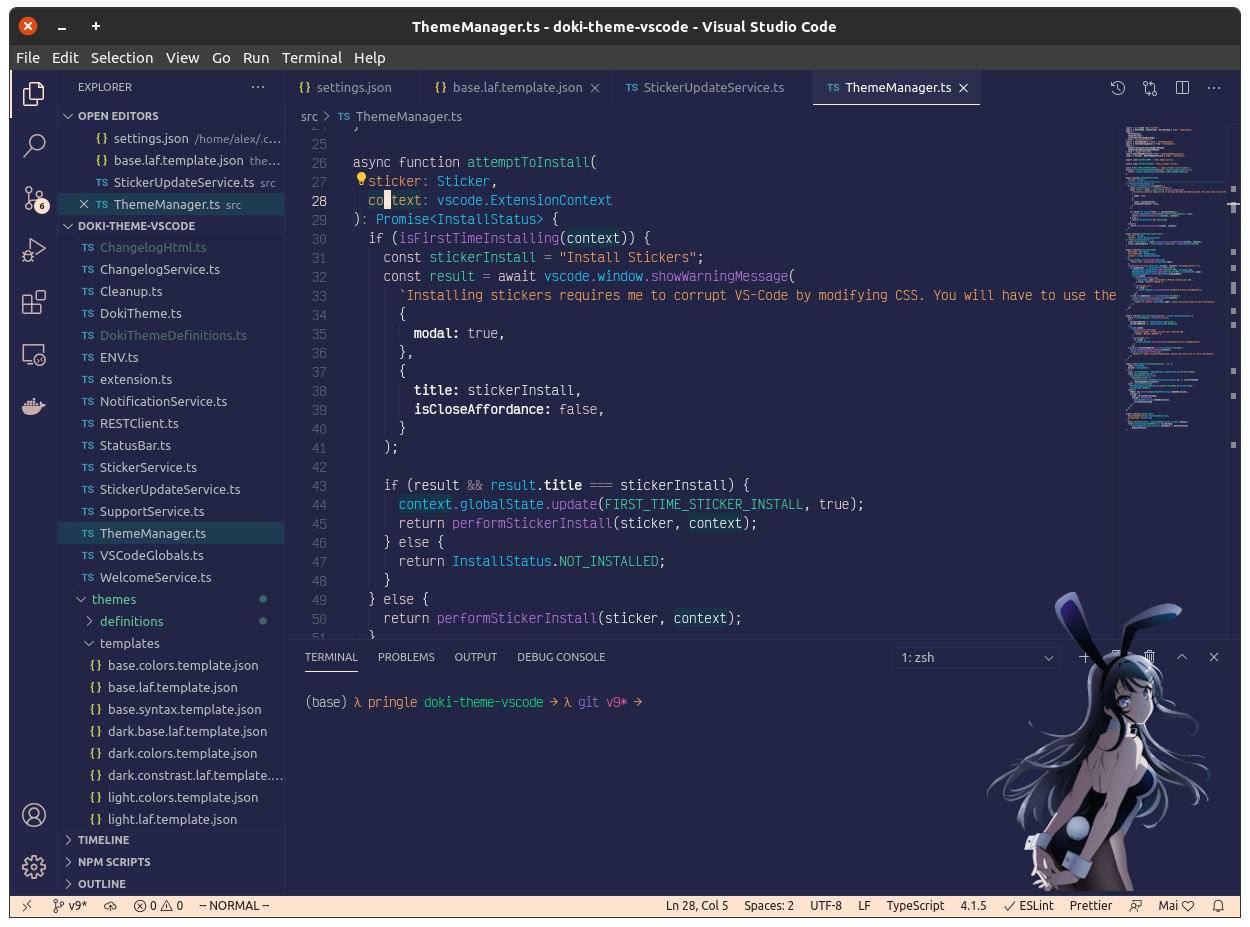 ThemeManager.ts - doki-theme-vscode - Visual Studio Code
File Edit Selection View Go Run Terminal Help
EXPLORER
OPEN EDITORS
{} settings.json /home/alex/.c...
{} base.laf.template.json the...
TS StickerUpdateService.ts src
TS ThemeManager.ts src
DOKI-THEME-VSCODE
TS ChangelogHtml.ts
TS ChangelogService.ts
TS Cleanup.ts
TS DokiTheme.ts
TS DokiThemeDefinitions.ts
TS ENV.ts
TS extension.ts
TS NotificationService.ts
TS RESTClient.ts
TS StatusBar.ts
TS StickerService.ts
TS StickerUpdateService.ts
TS SupportService.ts
TS ThemeManager.ts
TS VSCodeGlobals.ts
TS WelcomeService.ts
themes
definitions
templates
{} base.colors.template.json
{} base.laf.template.json
{} base.syntax.template.json
{} dark.base.laf.template.json
{} dark.colors.template.json
{} dark.constrast.laf.template....
{} light.colors.template.json
{} light.laf.template.json
TIMELINE
NPM SCRIPTS
OUTLINE
6
{} settings.json {} base.laf.template.json TS StickerUpdateService.ts TS ThemeManager.ts
src > TS ThemeManager.ts
24 }
25
26 async function attemptToInstall(
27 sticker: Sticker,
28 context: vscode.ExtensionContext
29 ): Promise<InstallStatus> {
30 if (isFirstTimeInstalling(context)) {
31 const stickerInstall = "Install Stickers";
32 const result = await vscode.window.showWarningMessage(
33 `Installing stickers requires me to corrupt VS-Code by modifying CSS. You will have to use the
34 {
35 modal: true,
36 },
37 {
38 title: stickerInstall,
39 isCloseAffordance: false,
40 }
41 );
42
43 if (result && result.title === stickerInstall) {
44 context.globalState.update(FIRST_TIME_STICKER_INSTALL, true);
45 return performStickerInstall(sticker, context);
46 } else {
47 return InstallStatus.NOT_INSTALLED;
48 }
49 } else {
50 return performStickerInstall(sticker, context);
51 }
TERMINAL PROBLEMS OUTPUT DEBUG CONSOLE 1: zsh
(base) λ pringle doki-theme-vscode → λ git v9* →
v9* 0 0 -- NORMAL -- Ln 28, Col 5 Spaces: 2 UTF-8 LF TypeScript 4.1.5 ESLint Prettier Mai ♡